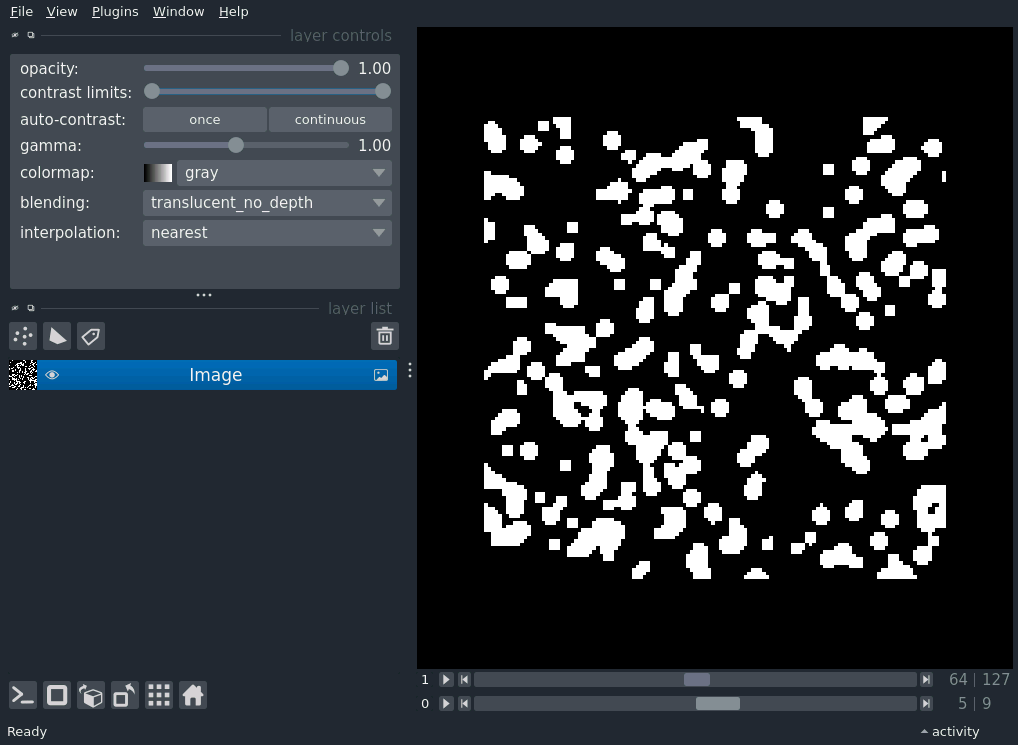 File View Plugins Window Help
layer controls
opacity: 1.00
contrast limits:
auto-contrast: once continuous
gamma: 1.00
colormap: gray
blending: translucent_no_depth
interpolation: nearest
layer list
Image
1 64 | 127
0 5 | 9
Ready activity